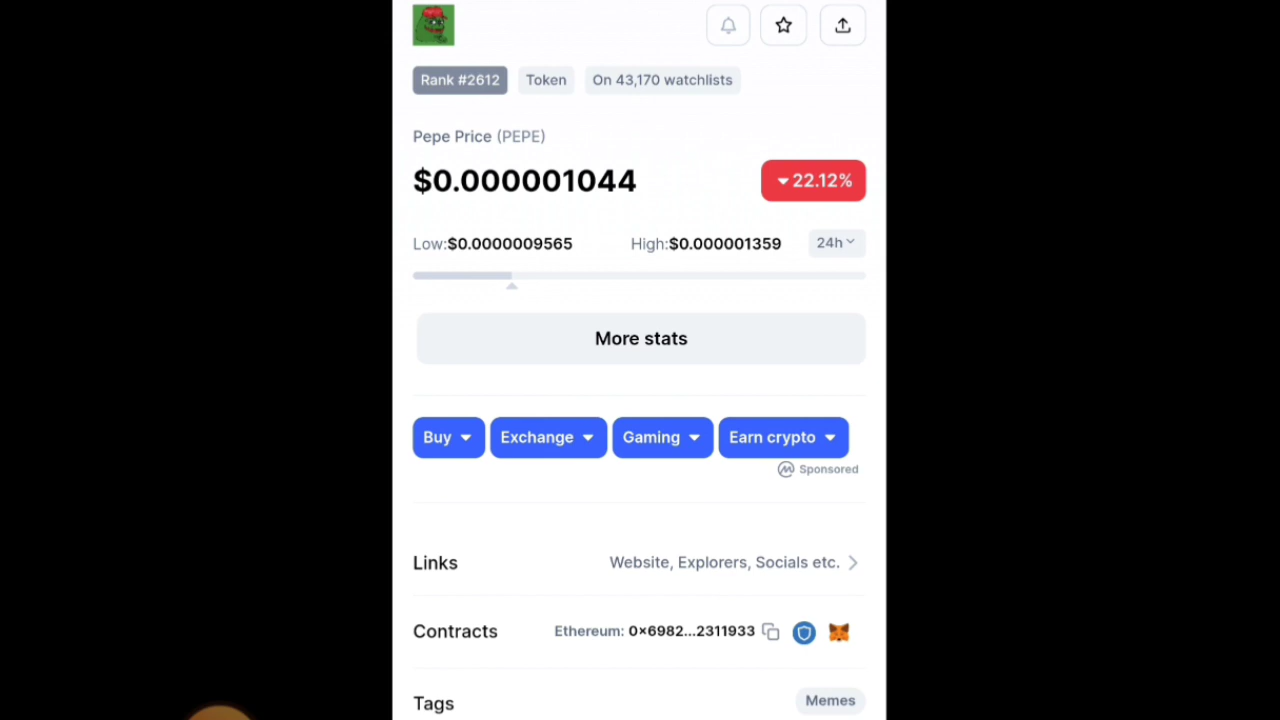 Rank #2612 Token On 43,170 watchlists
Pepe Price (PEPE)
$0.000001044 22.12%
Low:$0.0000009565 High:$0.000001359 24h
More stats
Buy Exchange Gaming Earn crypto
Sponsored
Links Website, Explorers, Socials etc.
Contracts Ethereum: 0x6982...2311933
Tags Memes